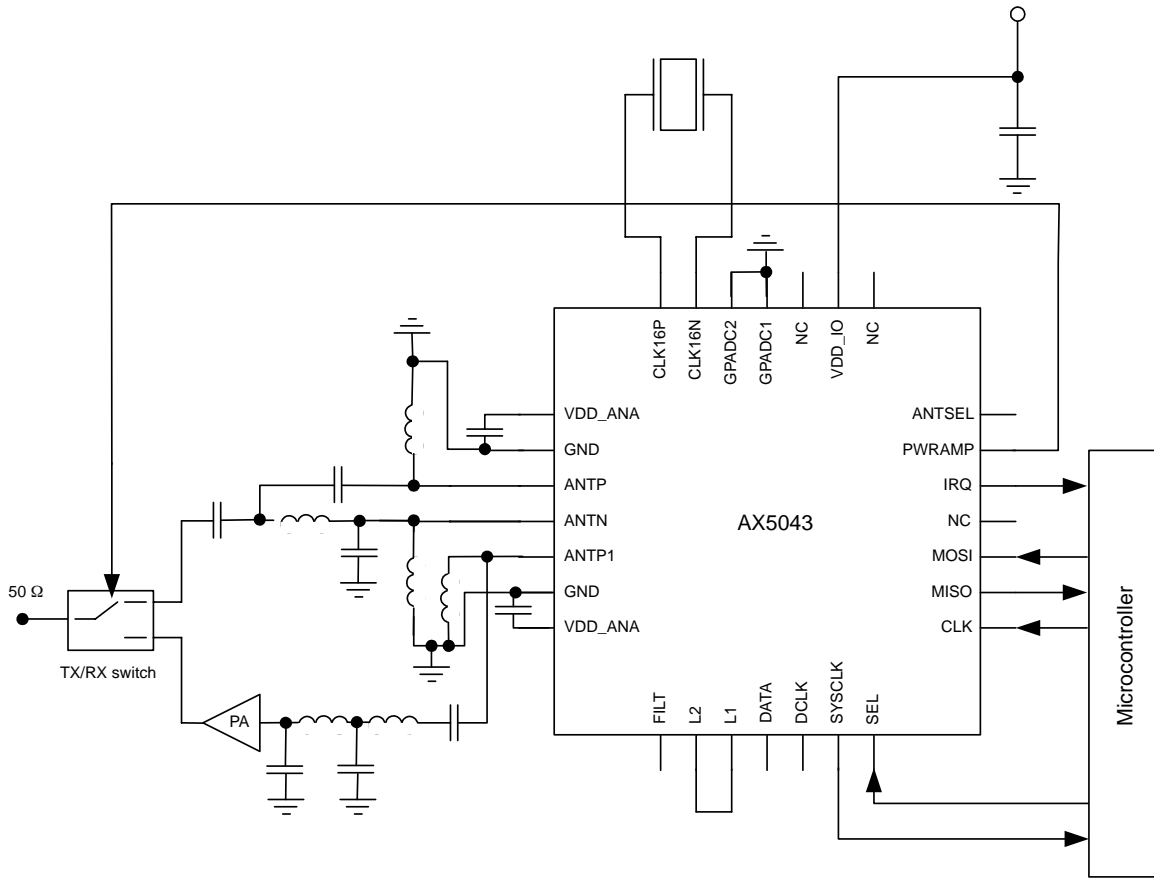 CLK16P
CLK16N
GPADC2
GPADC1
NC
VDD_IO
NC
VDD_ANA
GND
ANTP
ANTN
ANTP1
GND
VDD_ANA
AX5043
ANTSEL
PWRAMP
IRQ
NC
MOSI
MISO
CLK
Microcontroller
50 Ω
TX/RX switch
PA
FILT
L2
L1
DATA
DCLK
SYSCLK
SEL